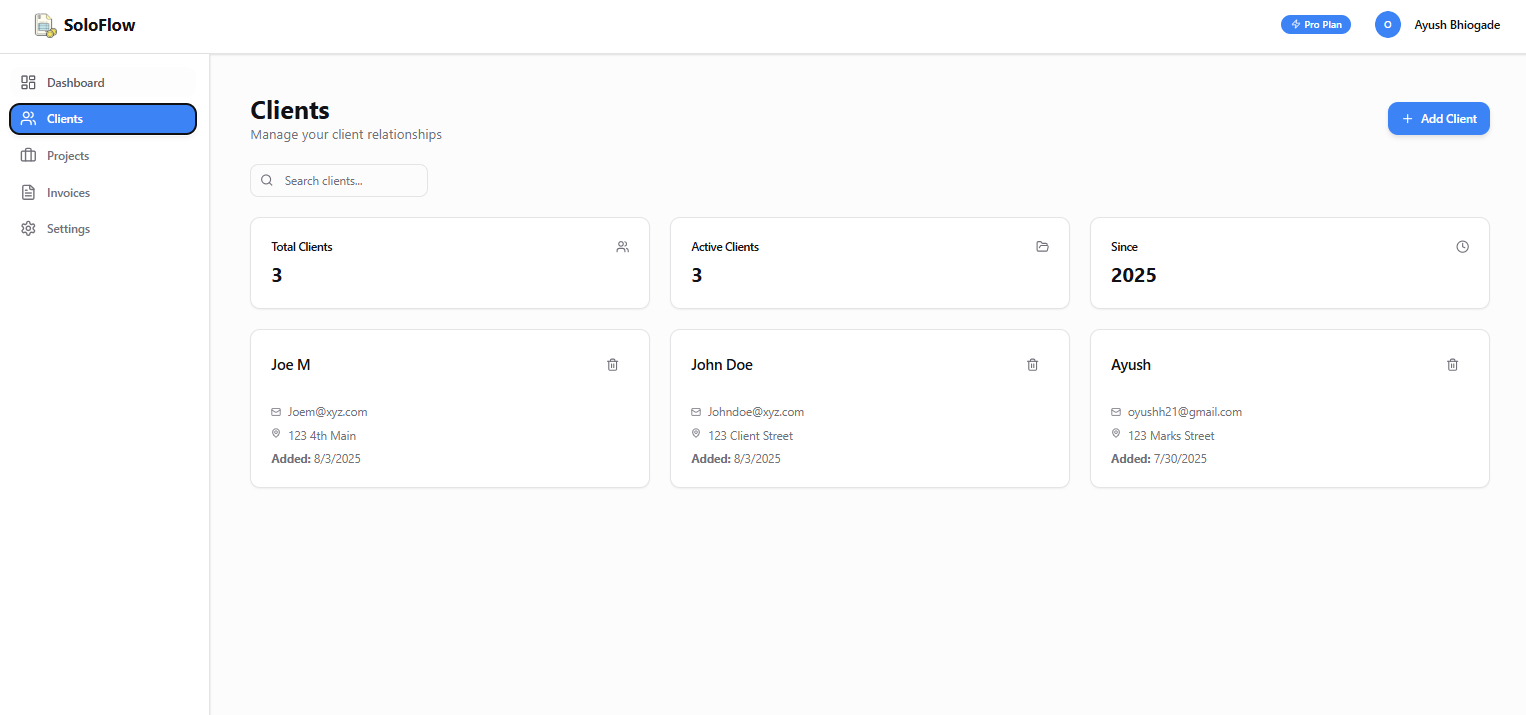 SoloFlow
Pro Plan
O
Ayush Bhiogade
Dashboard
Clients
Projects
Invoices
Settings
Clients
Manage your client relationships
Add Client
Search clients...
Total Clients
3
Active Clients
3
Since
2025
Joe M
Joem@xyz.com
123 4th Main
Added: 8/3/2025
John Doe
Johndoe@xyz.com
123 Client Street
Added: 8/3/2025
Ayush
oyushh21@gmail.com
123 Marks Street
Added: 7/30/2025